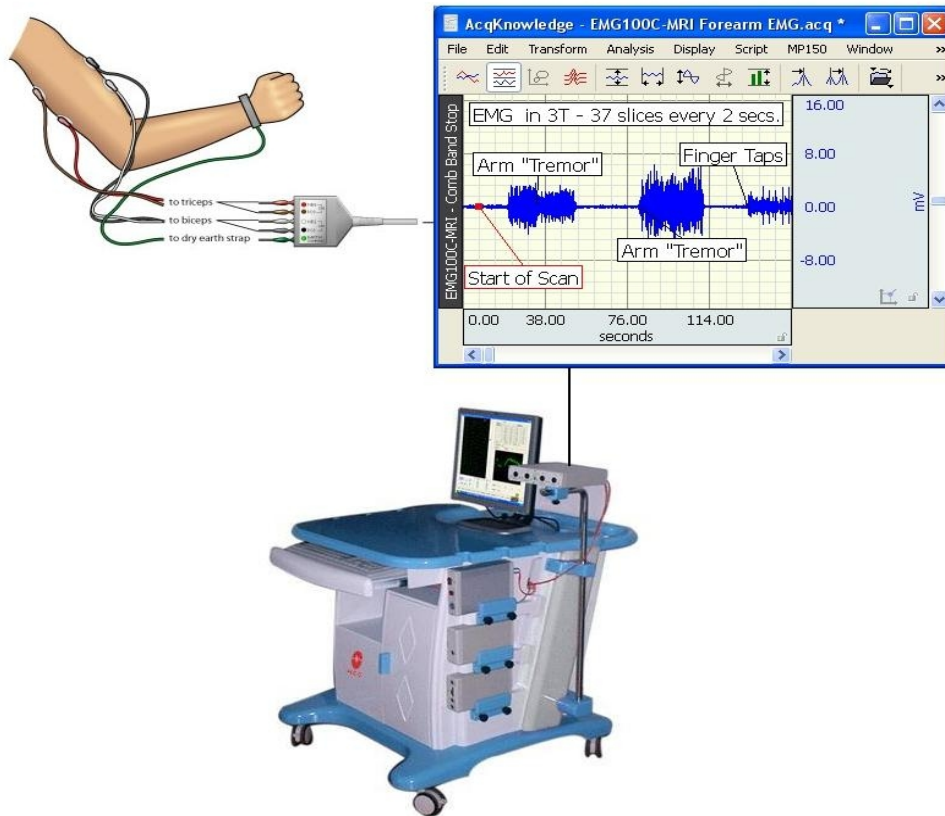 AcqKnowledge - EMG100C-MRI Forearm EMG.acq *
File Edit Transform Analysis Display Script MP150 Window »
»
EMG100C-MRI - Comb Band Stop
EMG in 3T - 37 slices every 2 secs.
Arm "Tremor"
Finger Taps
Arm "Tremor"
Start of Scan
16.00
8.00
0.00
-8.00
mV
0.00 38.00 76.00 114.00
seconds
to triceps
to biceps
to dry earth strap